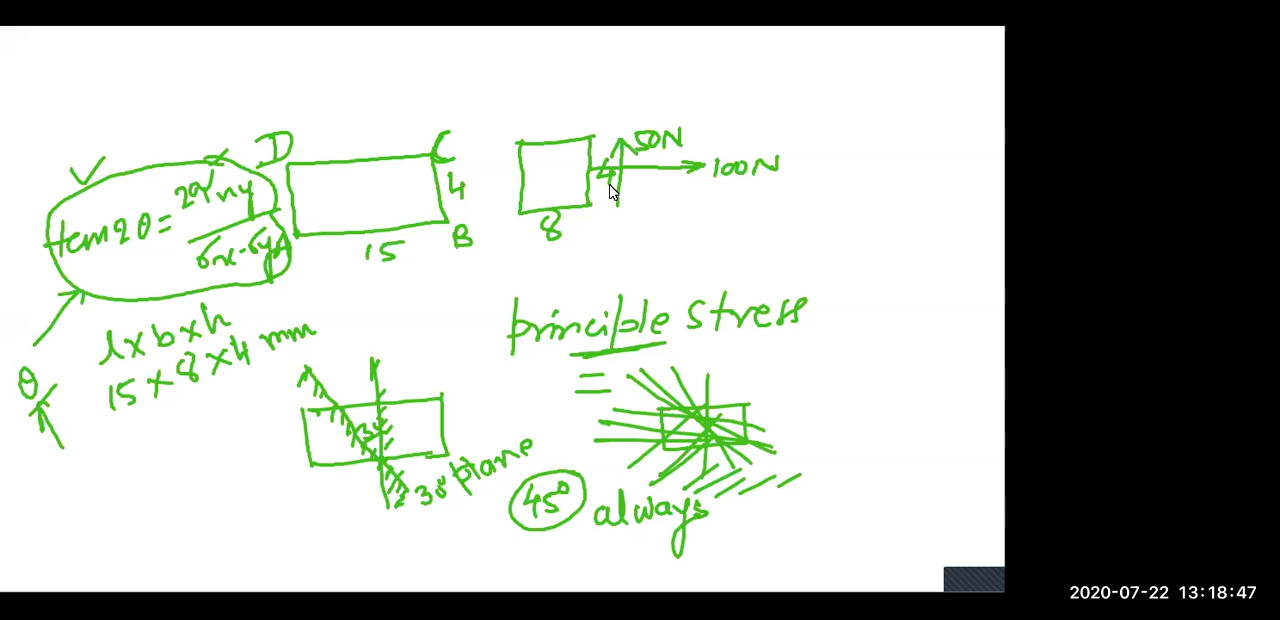 D
C
4
15
B
8
4
50N
100N
tan2θ = 2τxy
σx-σy
A
θ
l×b×h
15×8×4 mm
principle stress
=
30°
30° plane
45° always
2020-07-22 13:18:47